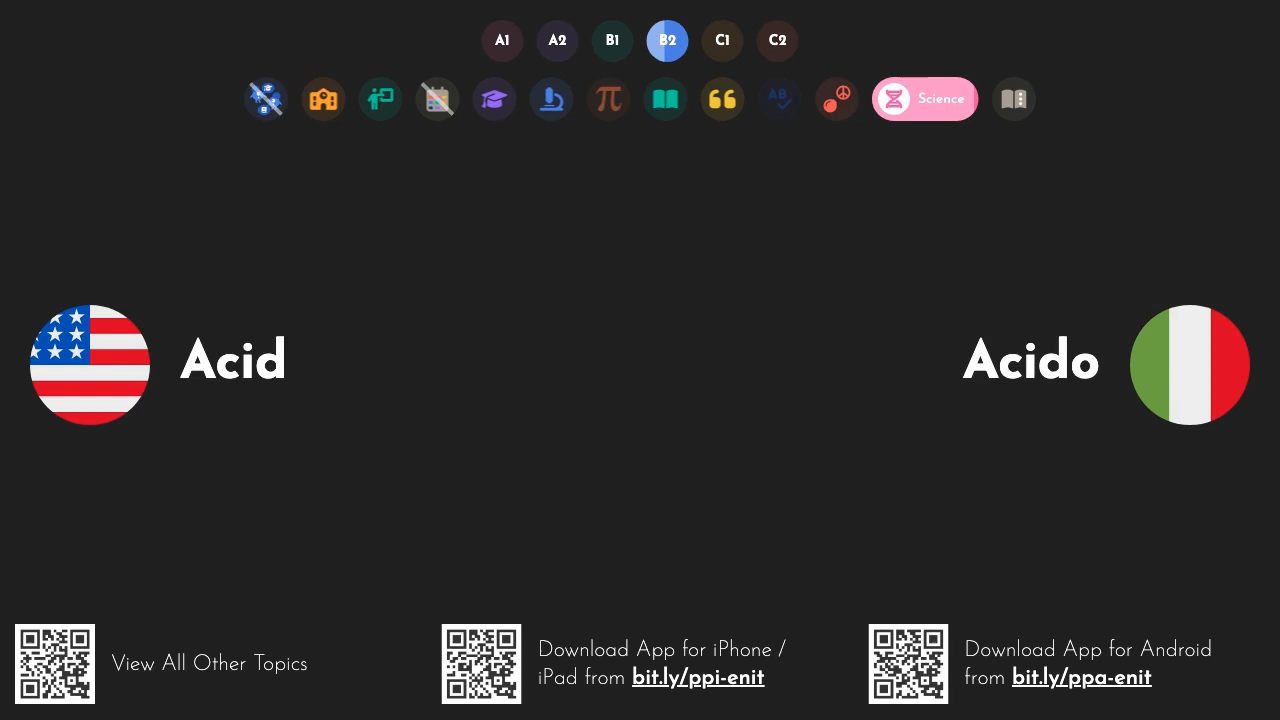 A1 A2 B1 B2 C1 C2
Science
Acid
Acido
View All Other Topics
Download App for iPhone /
iPad from bit.ly/ppi-enit
Download App for Android
from bit.ly/ppa-enit